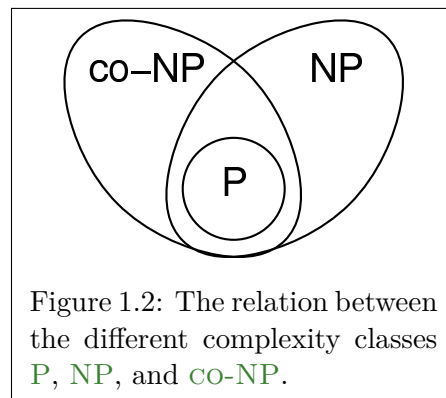 co–NP NP
P
Figure 1.2: The relation between
the different complexity classes
P, NP, and CO-NP.